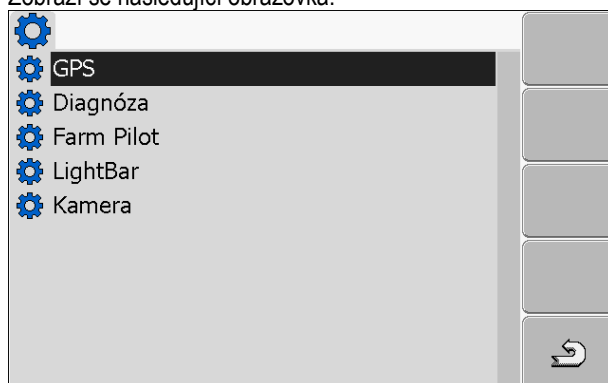 Zobrazí se následující obrazovka:
GPS
Diagnóza
Farm Pilot
LightBar
Kamera